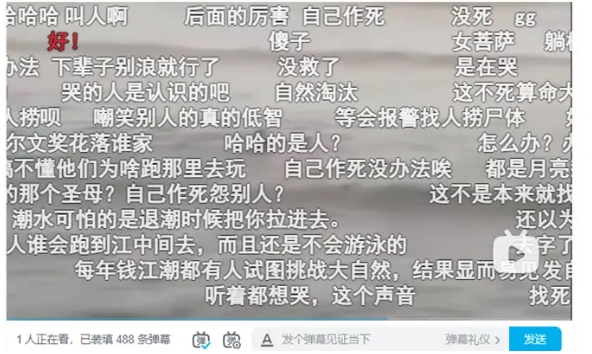 哈哈哈 叫人啊 后面的厉害 自己作死 没死 gg
好！ 傻子 女菩萨 躺
办法 下辈子别浪就行了 没救了 是在哭
哭的人是认识的吧 自然淘汰 这不死算命大
人捞呗 嘲笑别人的真的低智 等会报警找人捞尸体
尔文奖花落谁家 哈哈的是人? 怎么办?
搞不懂他们为啥跑那里去玩 自己作死没办法唉 都是月亮
的那个圣母? 自己作死怨别人? 这不是本来就找
潮水可怕的是退潮时候把你拉进去。 还以为
人谁会跑到江中间去，而且还是不会游泳的 去字了
每年钱江潮都有人试图挑战大自然，结果显而易见 发自
听着都想哭，这个声音 找死
1 人正在看，已装填 488 条弹幕 弹 弹 A 发个弹幕见证当下 弹幕礼仪 > 发送